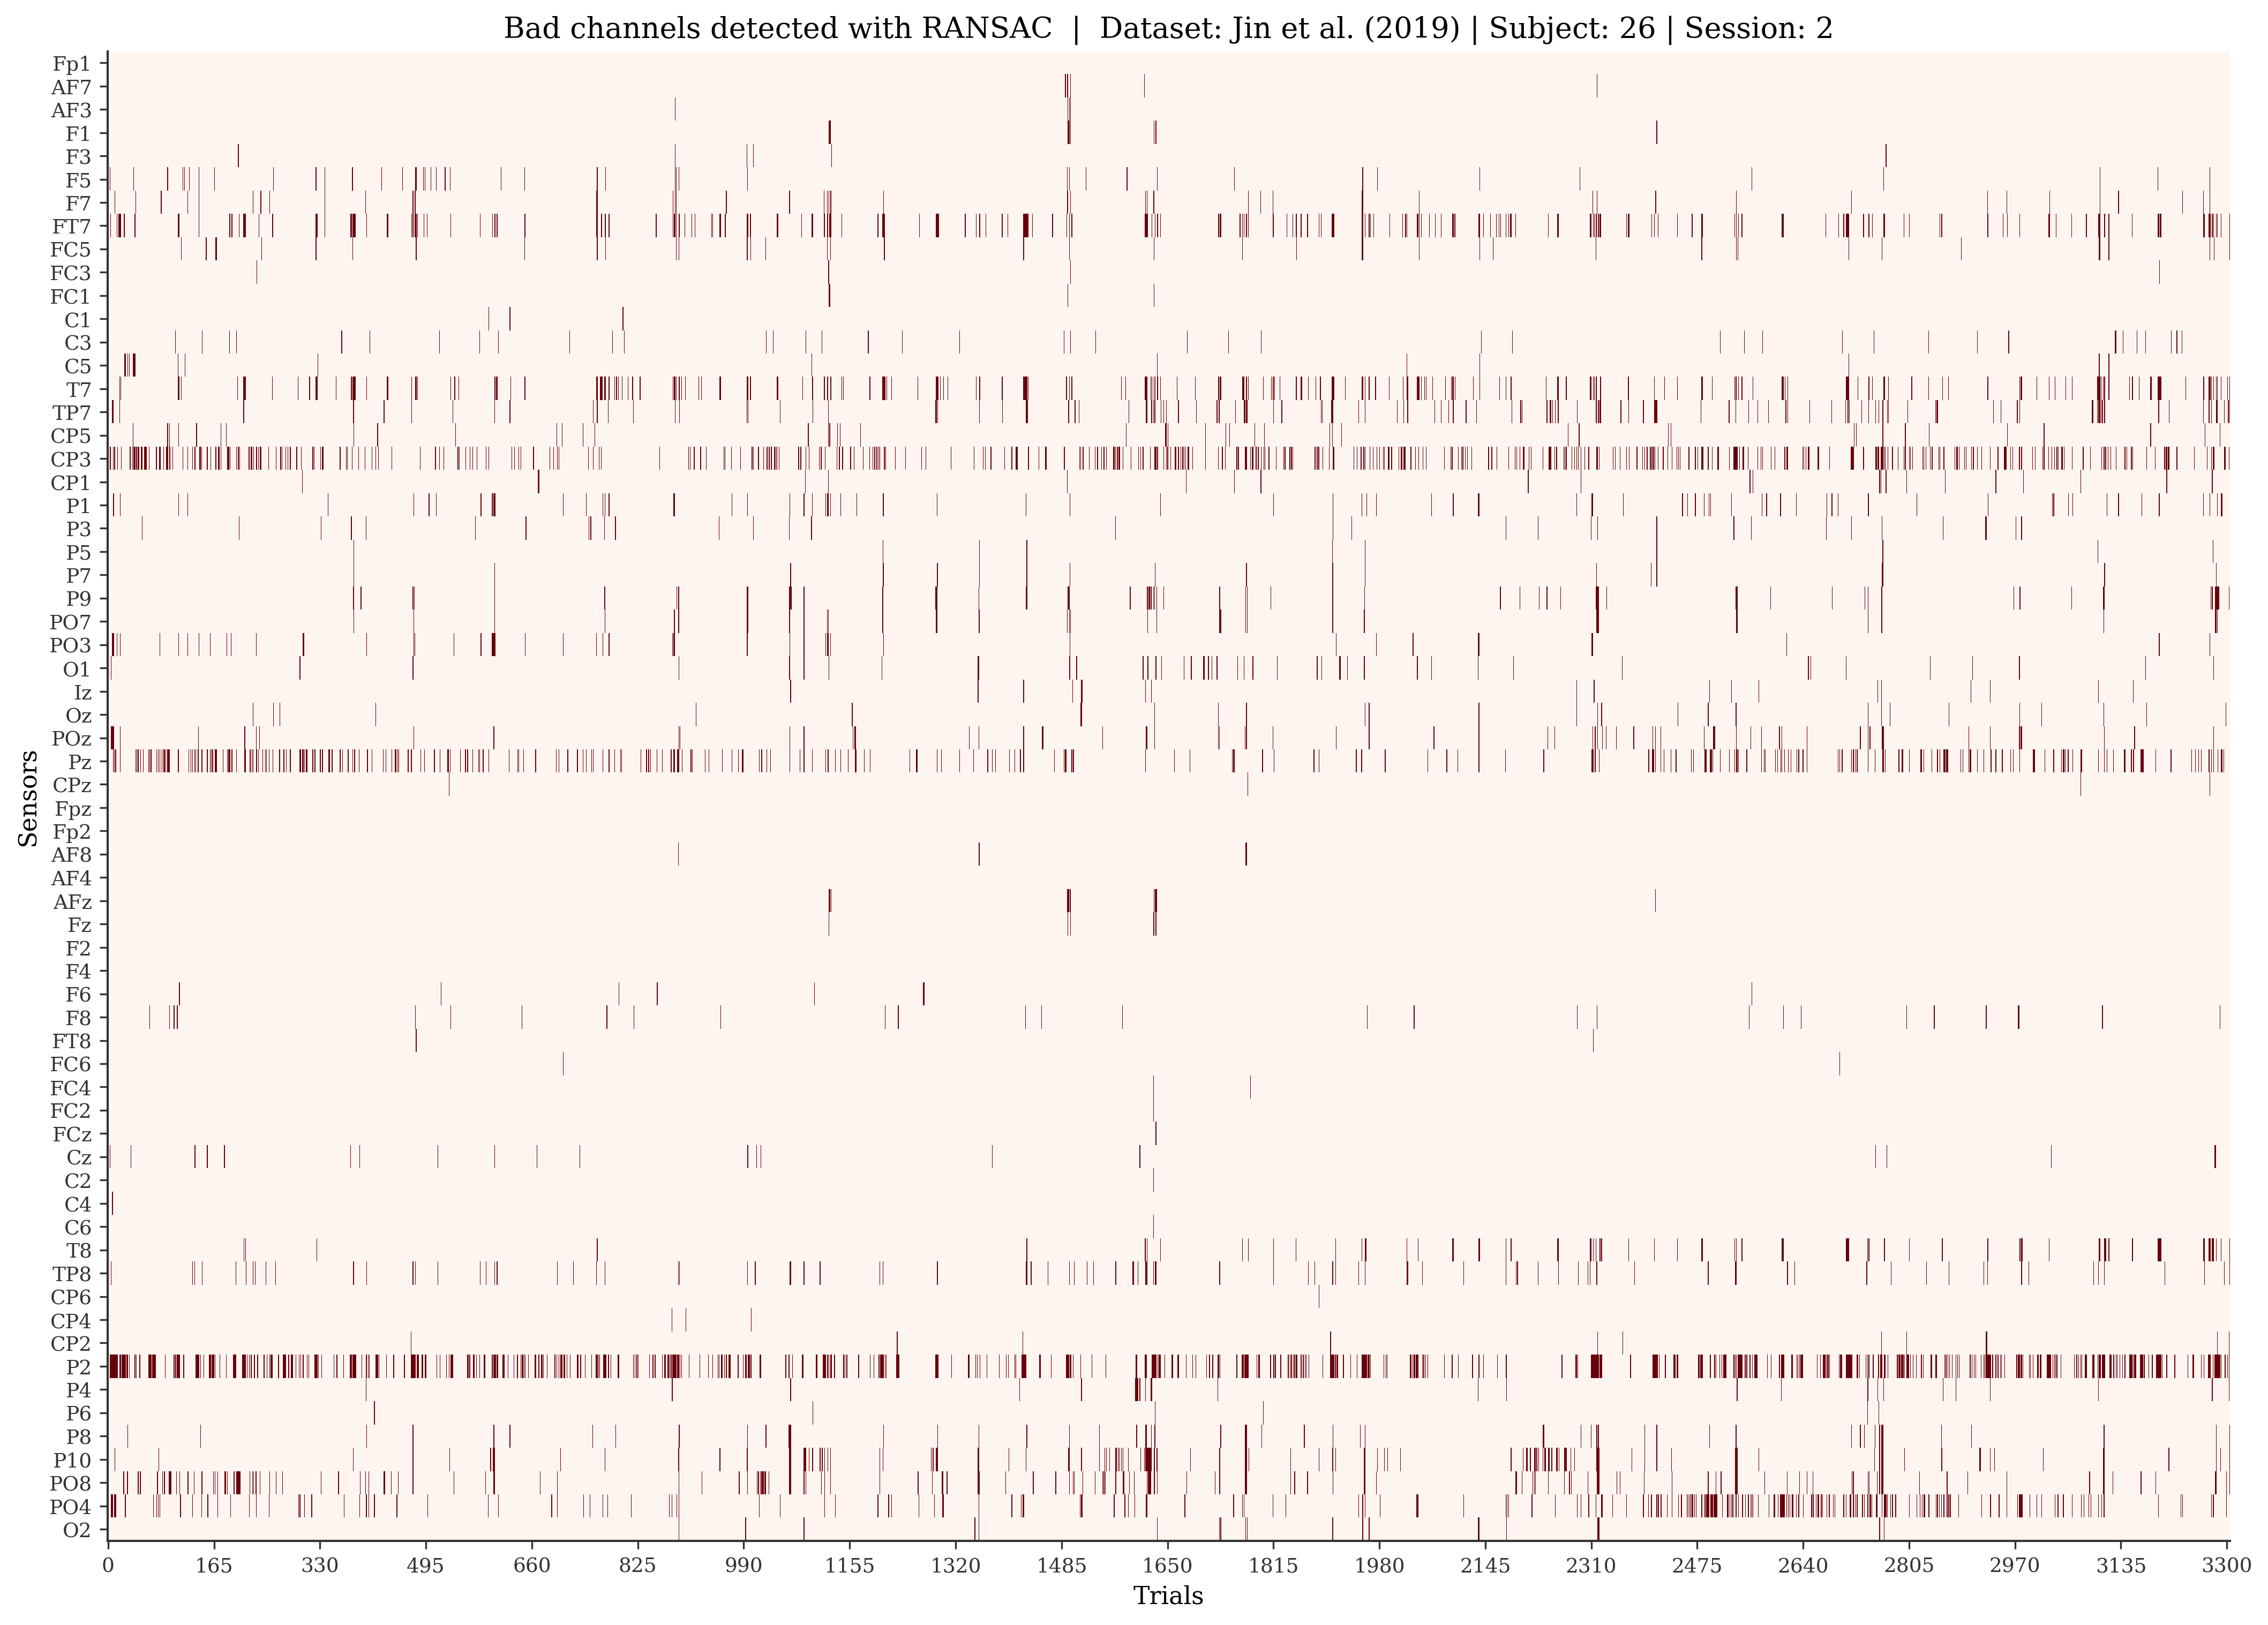 Bad channels detected with RANSAC | Dataset: Jin et al. (2019) | Subject: 26 | Session: 2
Sensors
Fp1
AF7
AF3
F1
F3
F5
F7
FT7
FC5
FC3
FC1
C1
C3
C5
T7
TP7
CP5
CP3
CP1
P1
P3
P5
P7
P9
PO7
PO3
O1
Iz
Oz
POz
Pz
CPz
Fpz
Fp2
AF8
AF4
AFz
Fz
F2
F4
F6
F8
FT8
FC6
FC4
FC2
FCz
Cz
C2
C4
C6
T8
TP8
CP6
CP4
CP2
P2
P4
P6
P8
P10
PO8
PO4
O2
0 165 330 495 660 825 990 1155 1320 1485 1650 1815 1980 2145 2310 2475 2640 2805 2970 3135 3300
Trials